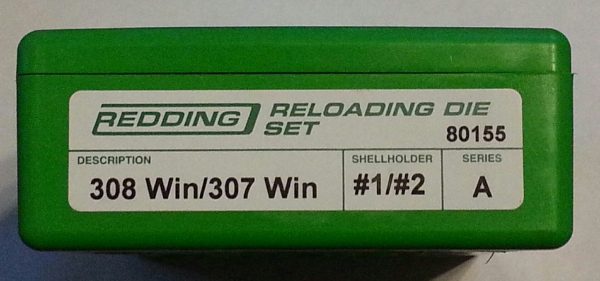 REDDING RELOADING DIE
SET 80155
DESCRIPTION SHELLHOLDER SERIES
308 Win/307 Win #1/#2 A